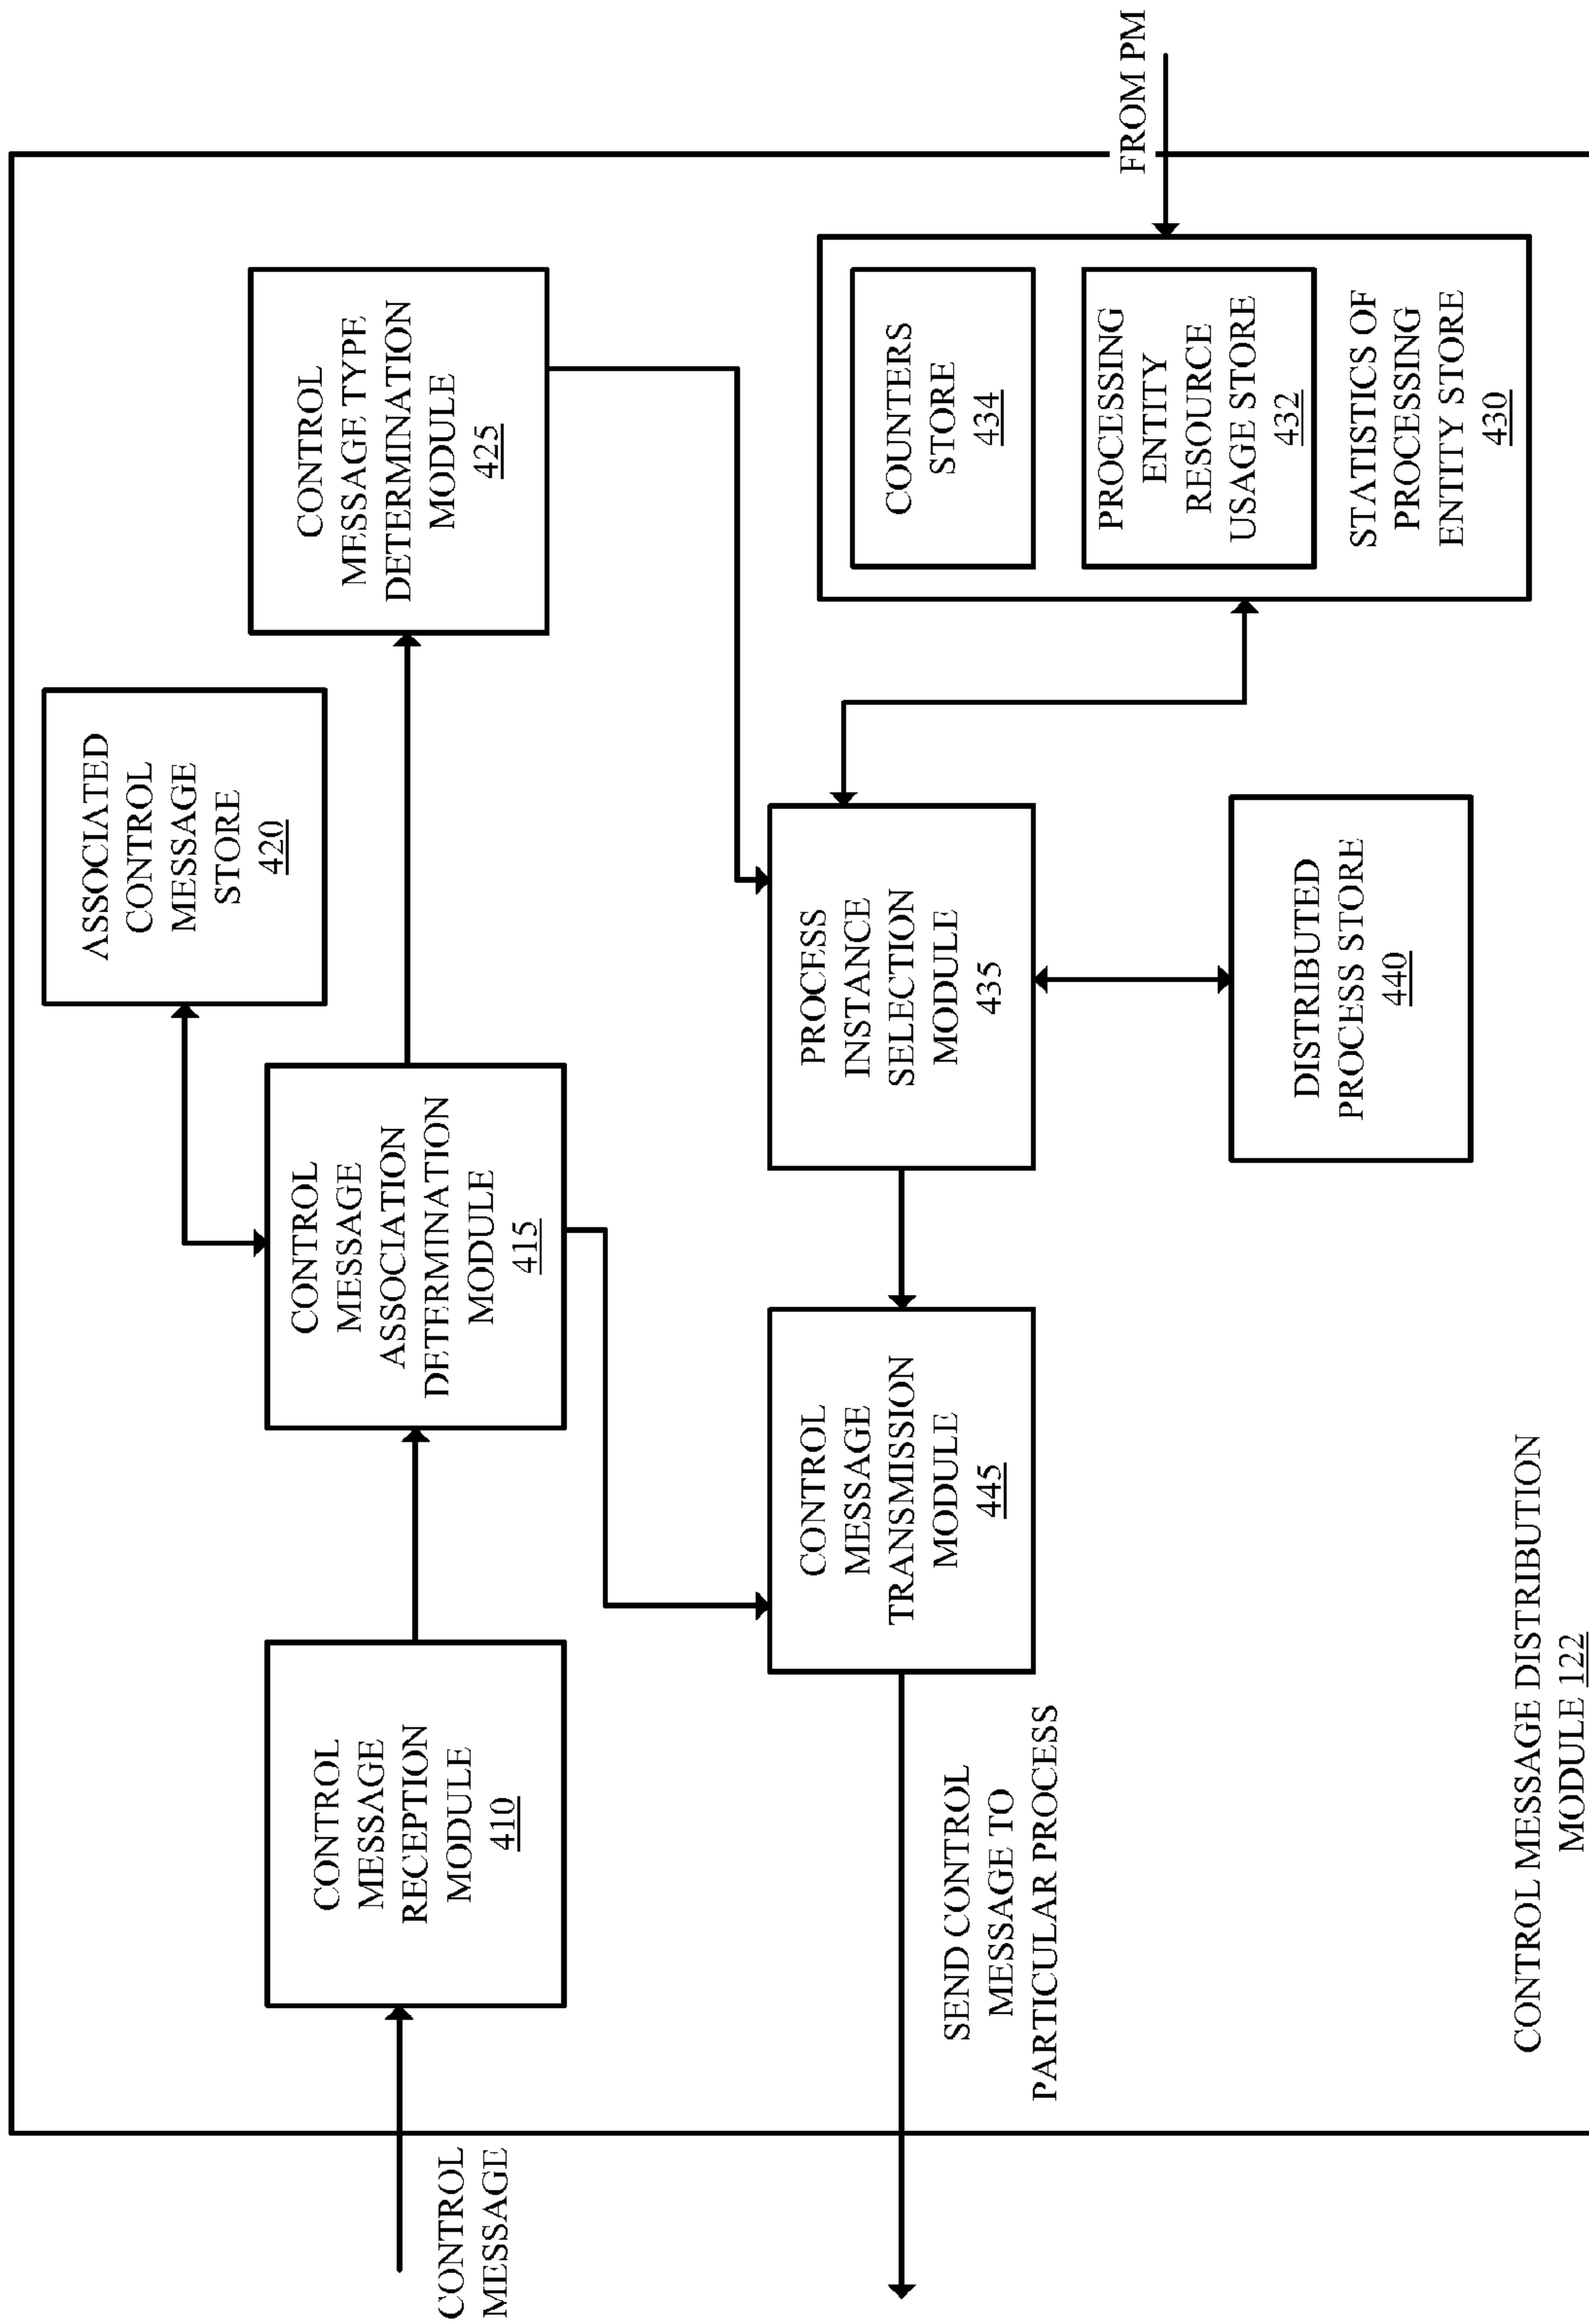 CONTROL
MESSAGE
CONTROL
MESSAGE
RECEPTION
MODULE
410
CONTROL
MESSAGE
ASSOCIATION
DETERMINATION
MODULE
415
ASSOCIATED
CONTROL
MESSAGE
STORE
420
CONTROL
MESSAGE TYPE
DETERMINATION
MODULE
425
SEND CONTROL
MESSAGE TO
PARTICULAR PROCESS
CONTROL
MESSAGE
TRANSMISSION
MODULE
445
PROCESS
INSTANCE
SELECTION
MODULE
435
COUNTERS
STORE
434
PROCESSING
ENTITY
RESOURCE
USAGE STORE
432
STATISTICS OF
PROCESSING
ENTITY STORE
430
FROM PM
DISTRIBUTED
PROCESS STORE
440
CONTROL MESSAGE DISTRIBUTION
MODULE 122